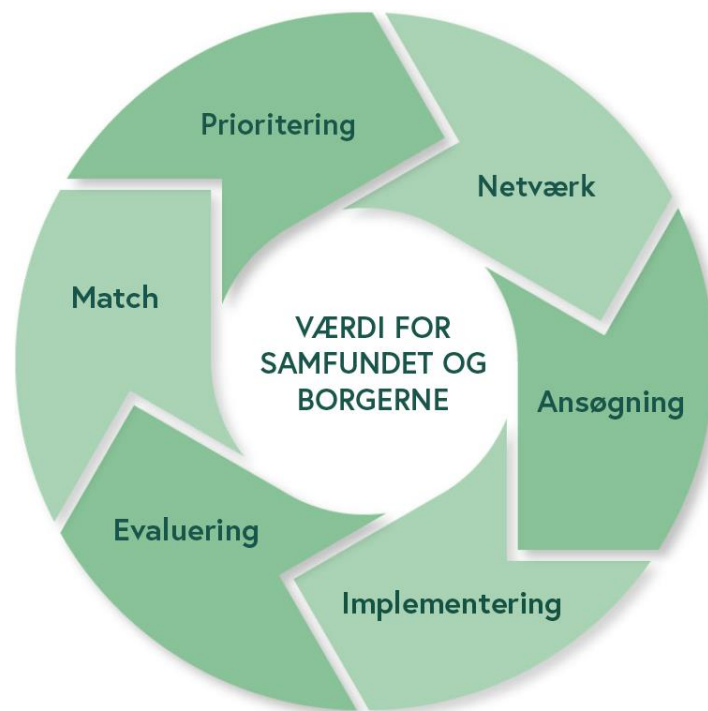 Prioritering
Netværk
Ansøgning
Implementering
Evaluering
Match
VÆRDI FOR
SAMFUNDET OG
BORGERNE